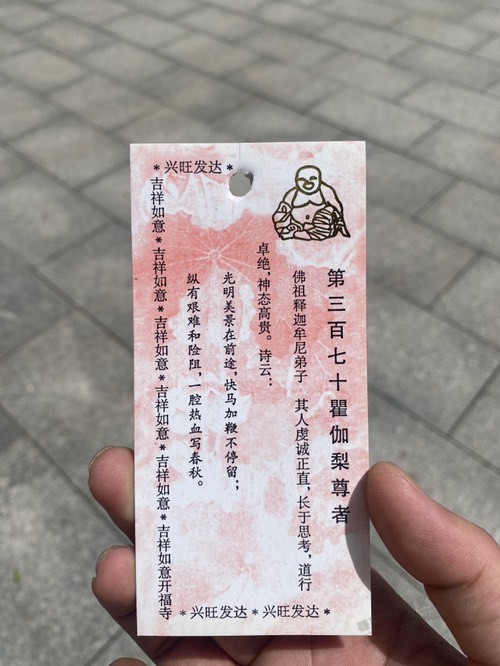 *兴旺发达*
第三百七十瞿伽梨尊者
佛祖释迦牟尼弟子 其人虔诚正直,长于思考,道行
卓绝,神态高贵。诗云:
光明美景在前途,快马加鞭不停留;
纵有艰难和险阻,一腔热血写春秋。
吉祥如意*吉祥如意*吉祥如意*吉祥如意*吉祥如意*吉祥如意开福寺
*兴旺发达*兴旺发达*